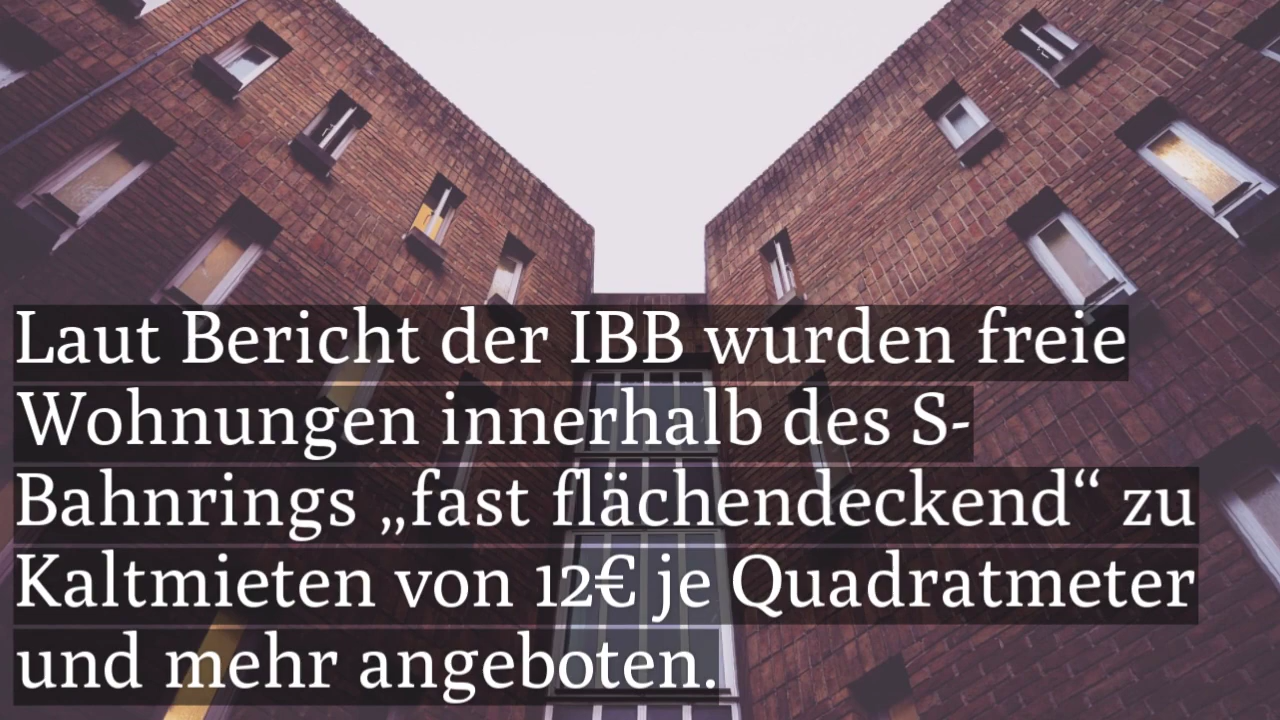 Laut Bericht der IBB wurden freie
Wohnungen innerhalb des S-
Bahnrings „fast flächendeckend“ zu
Kaltmieten von 12€ je Quadratmeter
und mehr angeboten.